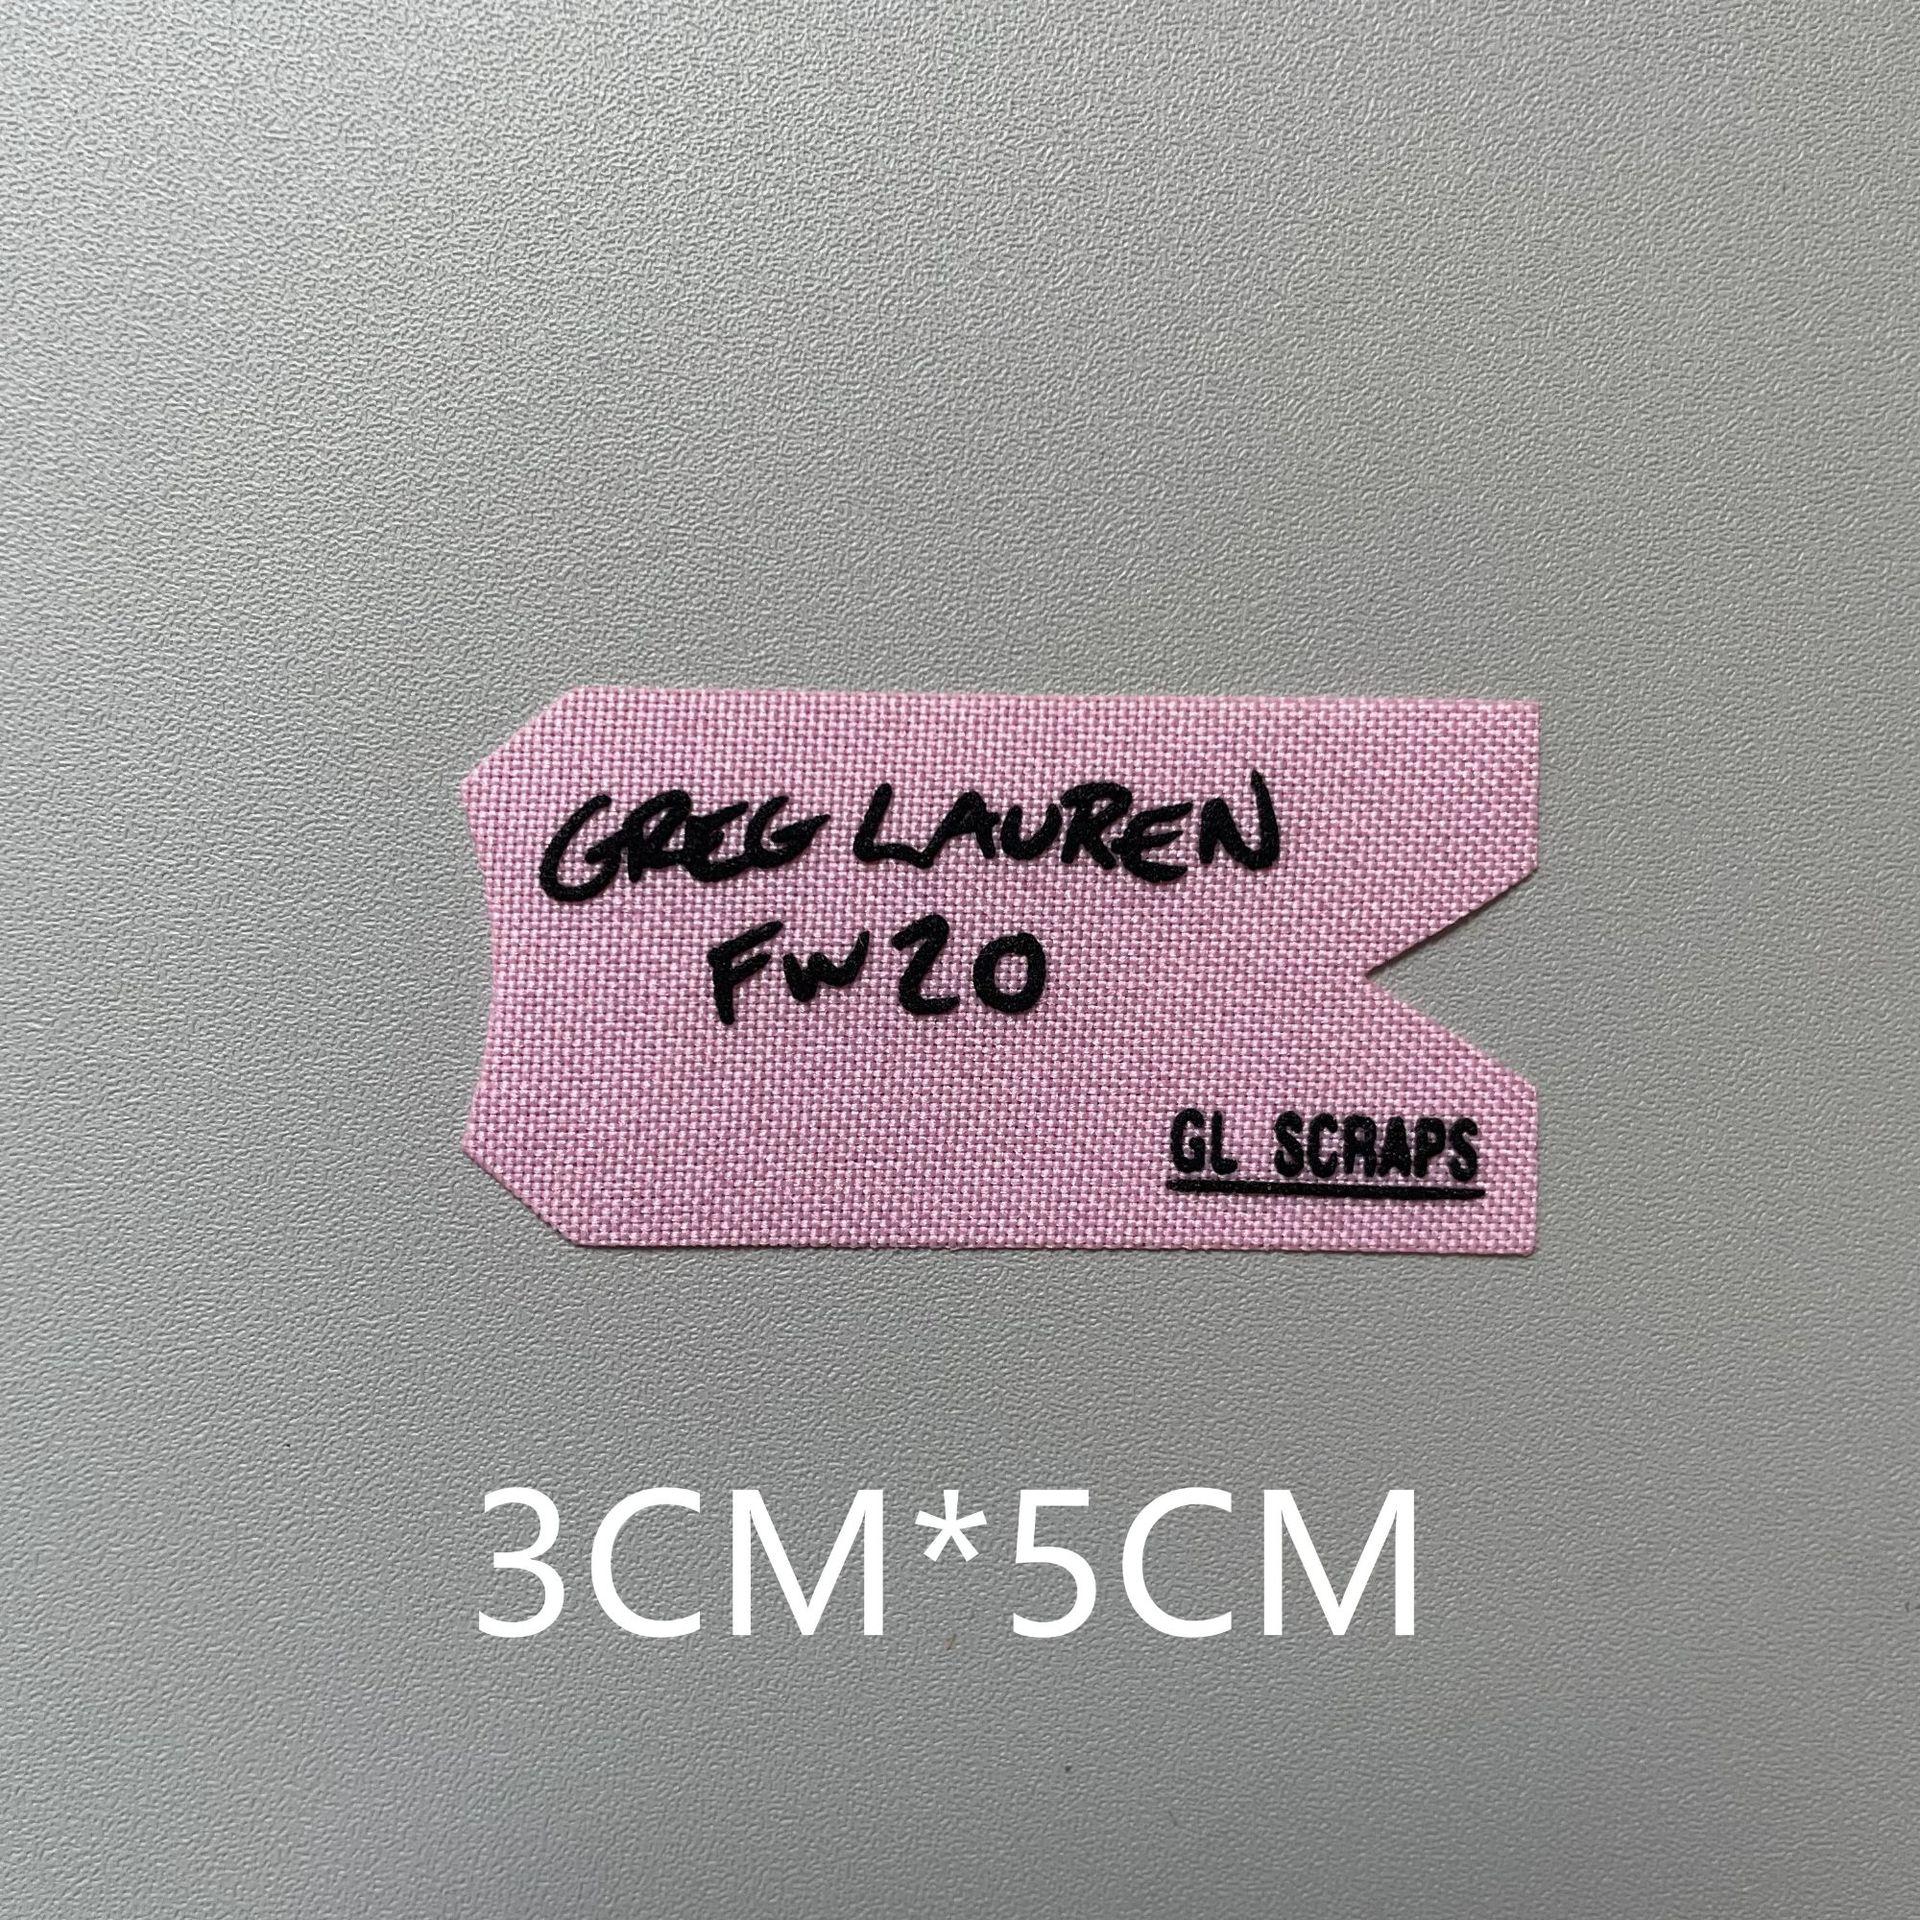 GREG LAUREN
FW20
GL SCRAPS
3CM*5CM